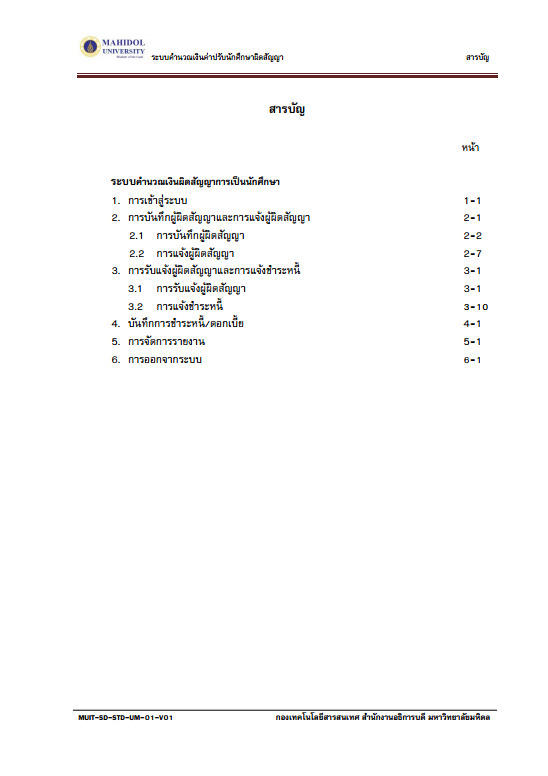 MAHIDOL
UNIVERSITY
ระบบคำนวณเงินค่าปรับนักศึกษาผิดสัญญา สารบัญ
สารบัญ
หน้า
ระบบคำนวณเงินผิดสัญญาการเป็นนักศึกษา
1. การเข้าสู่ระบบ 1-1
2. การบันทึกผู้ผิดสัญญาและการแจ้งผู้ผิดสัญญา 2-1
2.1 การบันทึกผู้ผิดสัญญา 2-2
2.2 การแจ้งผู้ผิดสัญญา 2-7
3. การรับแจ้งผู้ผิดสัญญาและการแจ้งชำระหนี้ 3-1
3.1 การรับแจ้งผู้ผิดสัญญา 3-1
3.2 การแจ้งชำระหนี้ 3-10
4. บันทึกการชำระหนี้/ดอกเบี้ย 4-1
5. การจัดการรายงาน 5-1
6. การออกจากระบบ 6-1
MUIT-SD-STD-UM-01-V01 กองเทคโนโลยีสารสนเทศ สำนักงานอธิการบดี มหาวิทยาลัยมหิดล